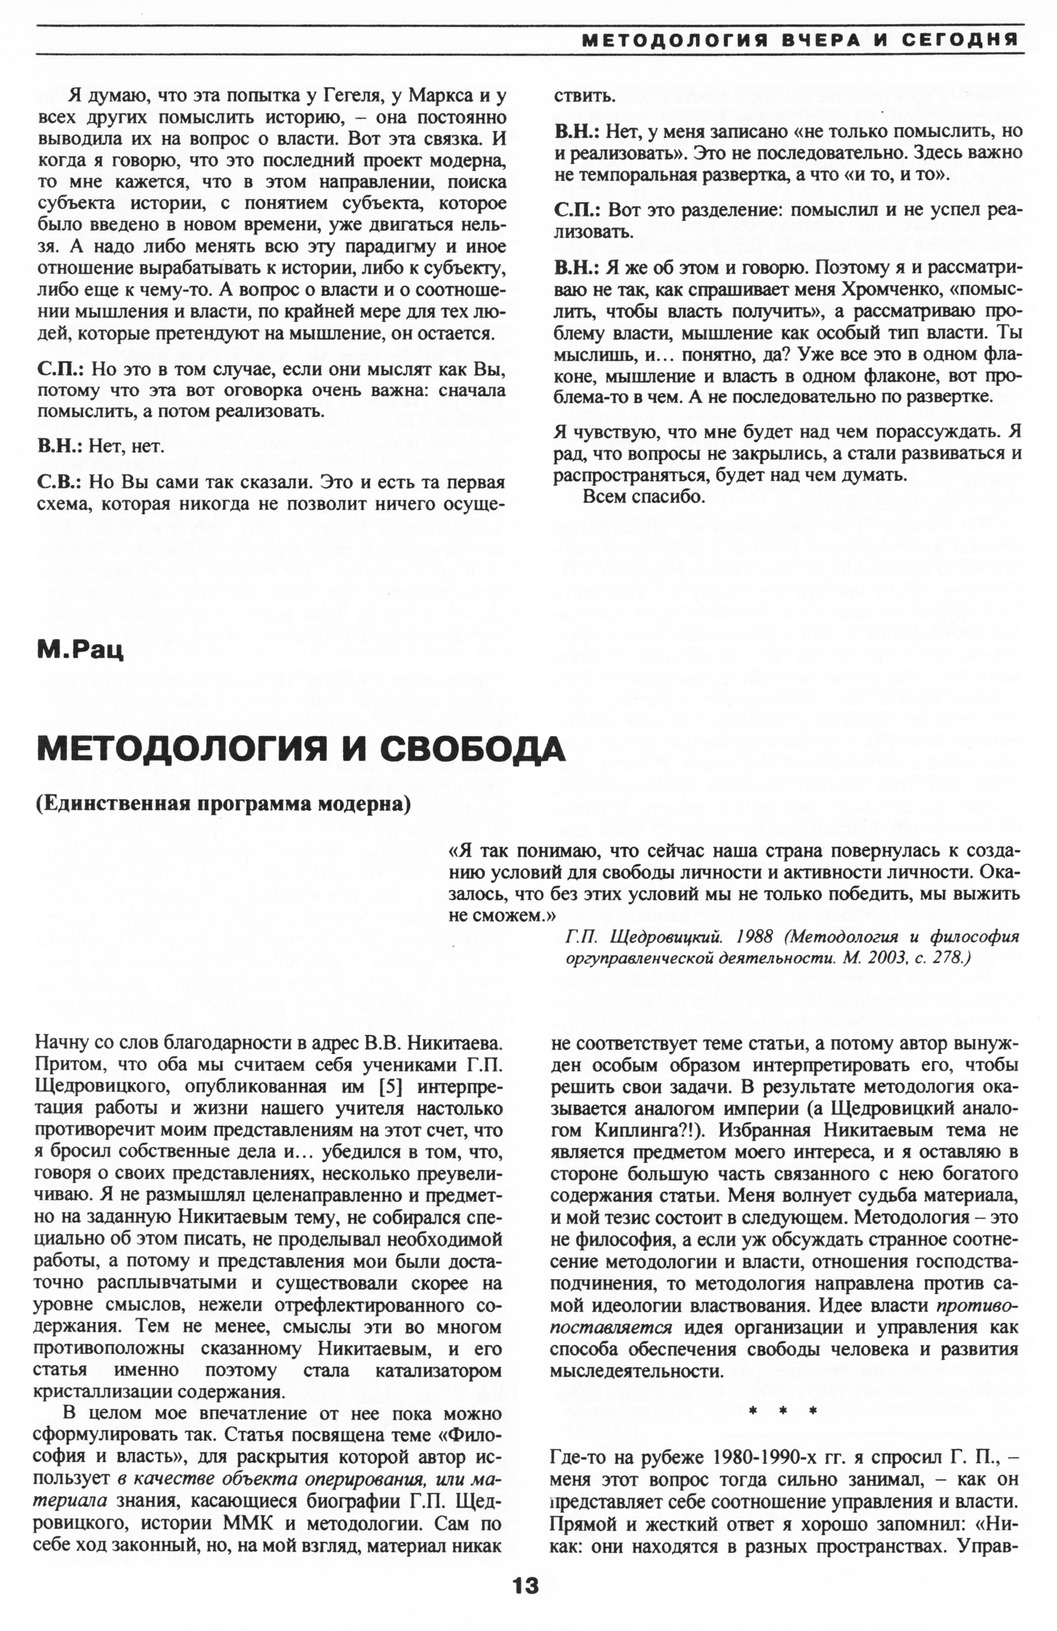 МЕТОДОЛОГИЯ ВЧЕРА И СЕГОДНЯ
Я думаю, что эта попытка у Гегеля, у Маркса и у
всех других помыслить историю, – она постоянно
выводила их на вопрос о власти. Вот эта связка. И
когда я говорю, что это последний проект модерна,
то мне кажется, что в этом направлении, поиска
субъекта истории, с понятием субъекта, которое
было введено в новом времени, уже двигаться нель-
зя. А надо либо менять всю эту парадигму и иное
отношение вырабатывать к истории, либо к субъекту,
либо еще к чему-то. А вопрос о власти и о соотноше-
нии мышления и власти, по крайней мере для тех лю-
дей, которые претендуют на мышление, он остается.
С.П.: Но это в том случае, если они мыслят как Вы,
потому что эта вот оговорка очень важна: сначала
помыслить, а потом реализовать.
В.Н.: Нет, нет.
С.В.: Но Вы сами так сказали. Это и есть та первая
схема, которая никогда не позволит ничего осуще-
ствить.
В.Н.: Нет, у меня записано «не только помыслить, но
и реализовать». Это не последовательно. Здесь важно
не темпоральная развертка, а что «и то, и то».
С.П.: Вот это разделение: помыслил и не успел реа-
лизовать.
В.Н.: Я же об этом и говорю. Поэтому я и рассматри-
ваю не так, как спрашивает меня Хромченко, «помыс-
лить, чтобы власть получить», а рассматриваю про-
блему власти, мышление как особый тип власти. Ты
мыслишь, и... понятно, да? Уже все это в одном фла-
коне, мышление и власть в одном флаконе, вот про-
блема-то в чем. А не последовательно по развертке.
Я чувствую, что мне будет над чем порассуждать. Я
рад, что вопросы не закрылись, а стали развиваться и
распространяться, будет над чем думать.
Всем спасибо.
М.Рац
МЕТОДОЛОГИЯ И СВОБОДА
(Единственная программа модерна)
«Я так понимаю, что сейчас наша страна повернулась к созда-
нию условий для свободы личности и активности личности. Ока-
залось, что без этих условий мы не только победить, мы выжить
не сможем.»
Г.П. Щедровицкий. 1988 (Методология и философия
оргуправленческой деятельности. М. 2003, с. 278.)
Начну со слов благодарности в адрес В.В. Никитаева.
Притом, что оба мы считаем себя учениками Г.П.
Щедровицкого, опубликованная им [5] интерпре-
тация работы и жизни нашего учителя настолько
противоречит моим представлениям на этот счет, что
я бросил собственные дела и... убедился в том, что,
говоря о своих представлениях, несколько преувели-
чиваю. Я не размышлял целенаправленно и предмет-
но на заданную Никитаевым тему, не собирался спе-
циально об этом писать, не проделывал необходимой
работы, а потому и представления мои были доста-
точно расплывчатыми и существовали скорее на
уровне смыслов, нежели отрефлектированного со-
держания. Тем не менее, смыслы эти во многом
противоположны сказанному Никитаевым, и его
статья именно поэтому стала катализатором
кристаллизации содержания.
В целом мое впечатление от нее пока можно
сформулировать так. Статья посвящена теме «Фило-
софия и власть», для раскрытия которой автор ис-
пользует в качестве объекта оперирования, или ма-
териала знания, касающиеся биографии Г.П. Щед-
ровицкого, истории ММК и методологии. Сам по
себе ход законный, но, на мой взгляд, материал никак
не соответствует теме статьи, а потому автор вынуж-
ден особым образом интерпретировать его, чтобы
решить свои задачи. В результате методология ока-
зывается аналогом империи (а Щедровицкий анало-
гом Киплинга?!). Избранная Никитаевым тема не
является предметом моего интереса, и я оставляю в
стороне большую часть связанного с нею богатого
содержания статьи. Меня волнует судьба материала,
и мой тезис состоит в следующем. Методология – это
не философия, а если уж обсуждать странное соотне-
сение методологии и власти, отношения господства-
подчинения, то методология направлена против са-
мой идеологии властвования. Идее власти противо-
поставляется идея организации и управления как
способа обеспечения свободы человека и развития
мыследеятельности.
* * *
Где-то на рубеже 1980-1990-х гг. я спросил Г. П., –
меня этот вопрос тогда сильно занимал, – как он
представляет себе соотношение управления и власти.
Прямой и жесткий ответ я хорошо запомнил: «Ни-
как: они находятся в разных пространствах. Управ-
13